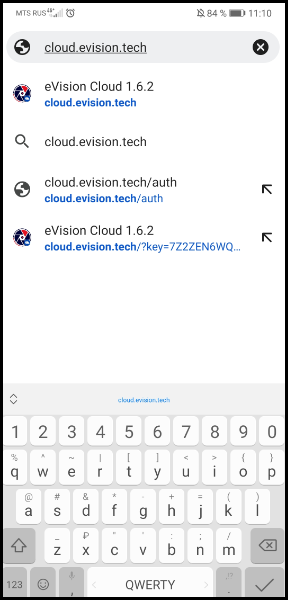 MTS RUS 84 % 11:10
cloud.evision.tech
eVision Cloud 1.6.2
cloud.evision.tech
cloud.evision.tech
cloud.evision.tech/auth
cloud.evision.tech/auth
eVision Cloud 1.6.2
cloud.evision.tech/?key=7Z2ZEN6WQ...
cloud.evision.tech
1 2 3 4 5 6 7 8 9 0
% ^ ~ | [ ] < > { }
q w e r t y u i o p
@ # & * - + = ( )
a s d f g h j k l
_ ₽ " ' : ; /
z x c v b n m
123 , QWERTY .